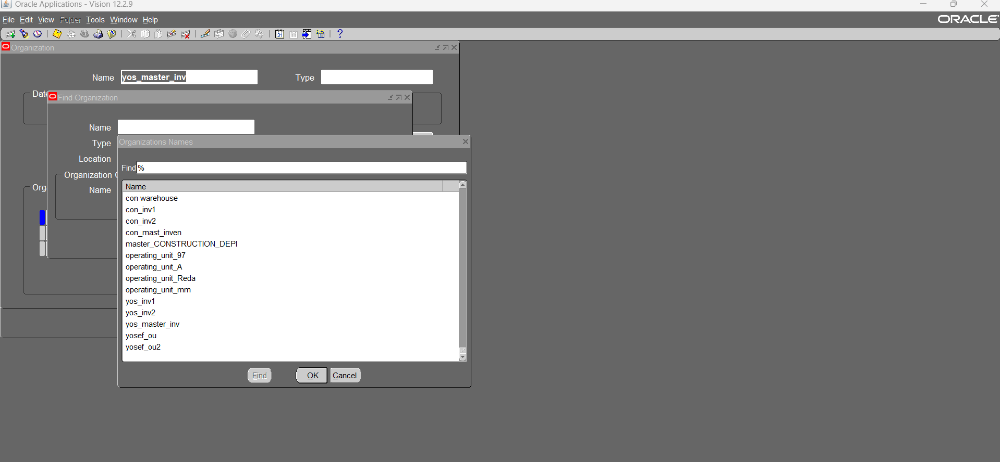 Oracle Applications - Vision 12.2.9
File Edit View Folder Tools Window Help
ORACLE
31 ?
Organization
Name yos_master_inv Type
Date
Find Organization
Name
Type
Location
Organization
Name
Org
Organizations Names
Find %
Name
con warehouse
con_inv1
con_inv2
con_mast_inven
master_CONSTRUCTION_DEPI
operating_unit_97
operating_unit_A
operating_unit_Reda
operating_unit_mm
yos_inv1
yos_inv2
yos_master_inv
yosef_ou
yosef_ou2
Find OK Cancel